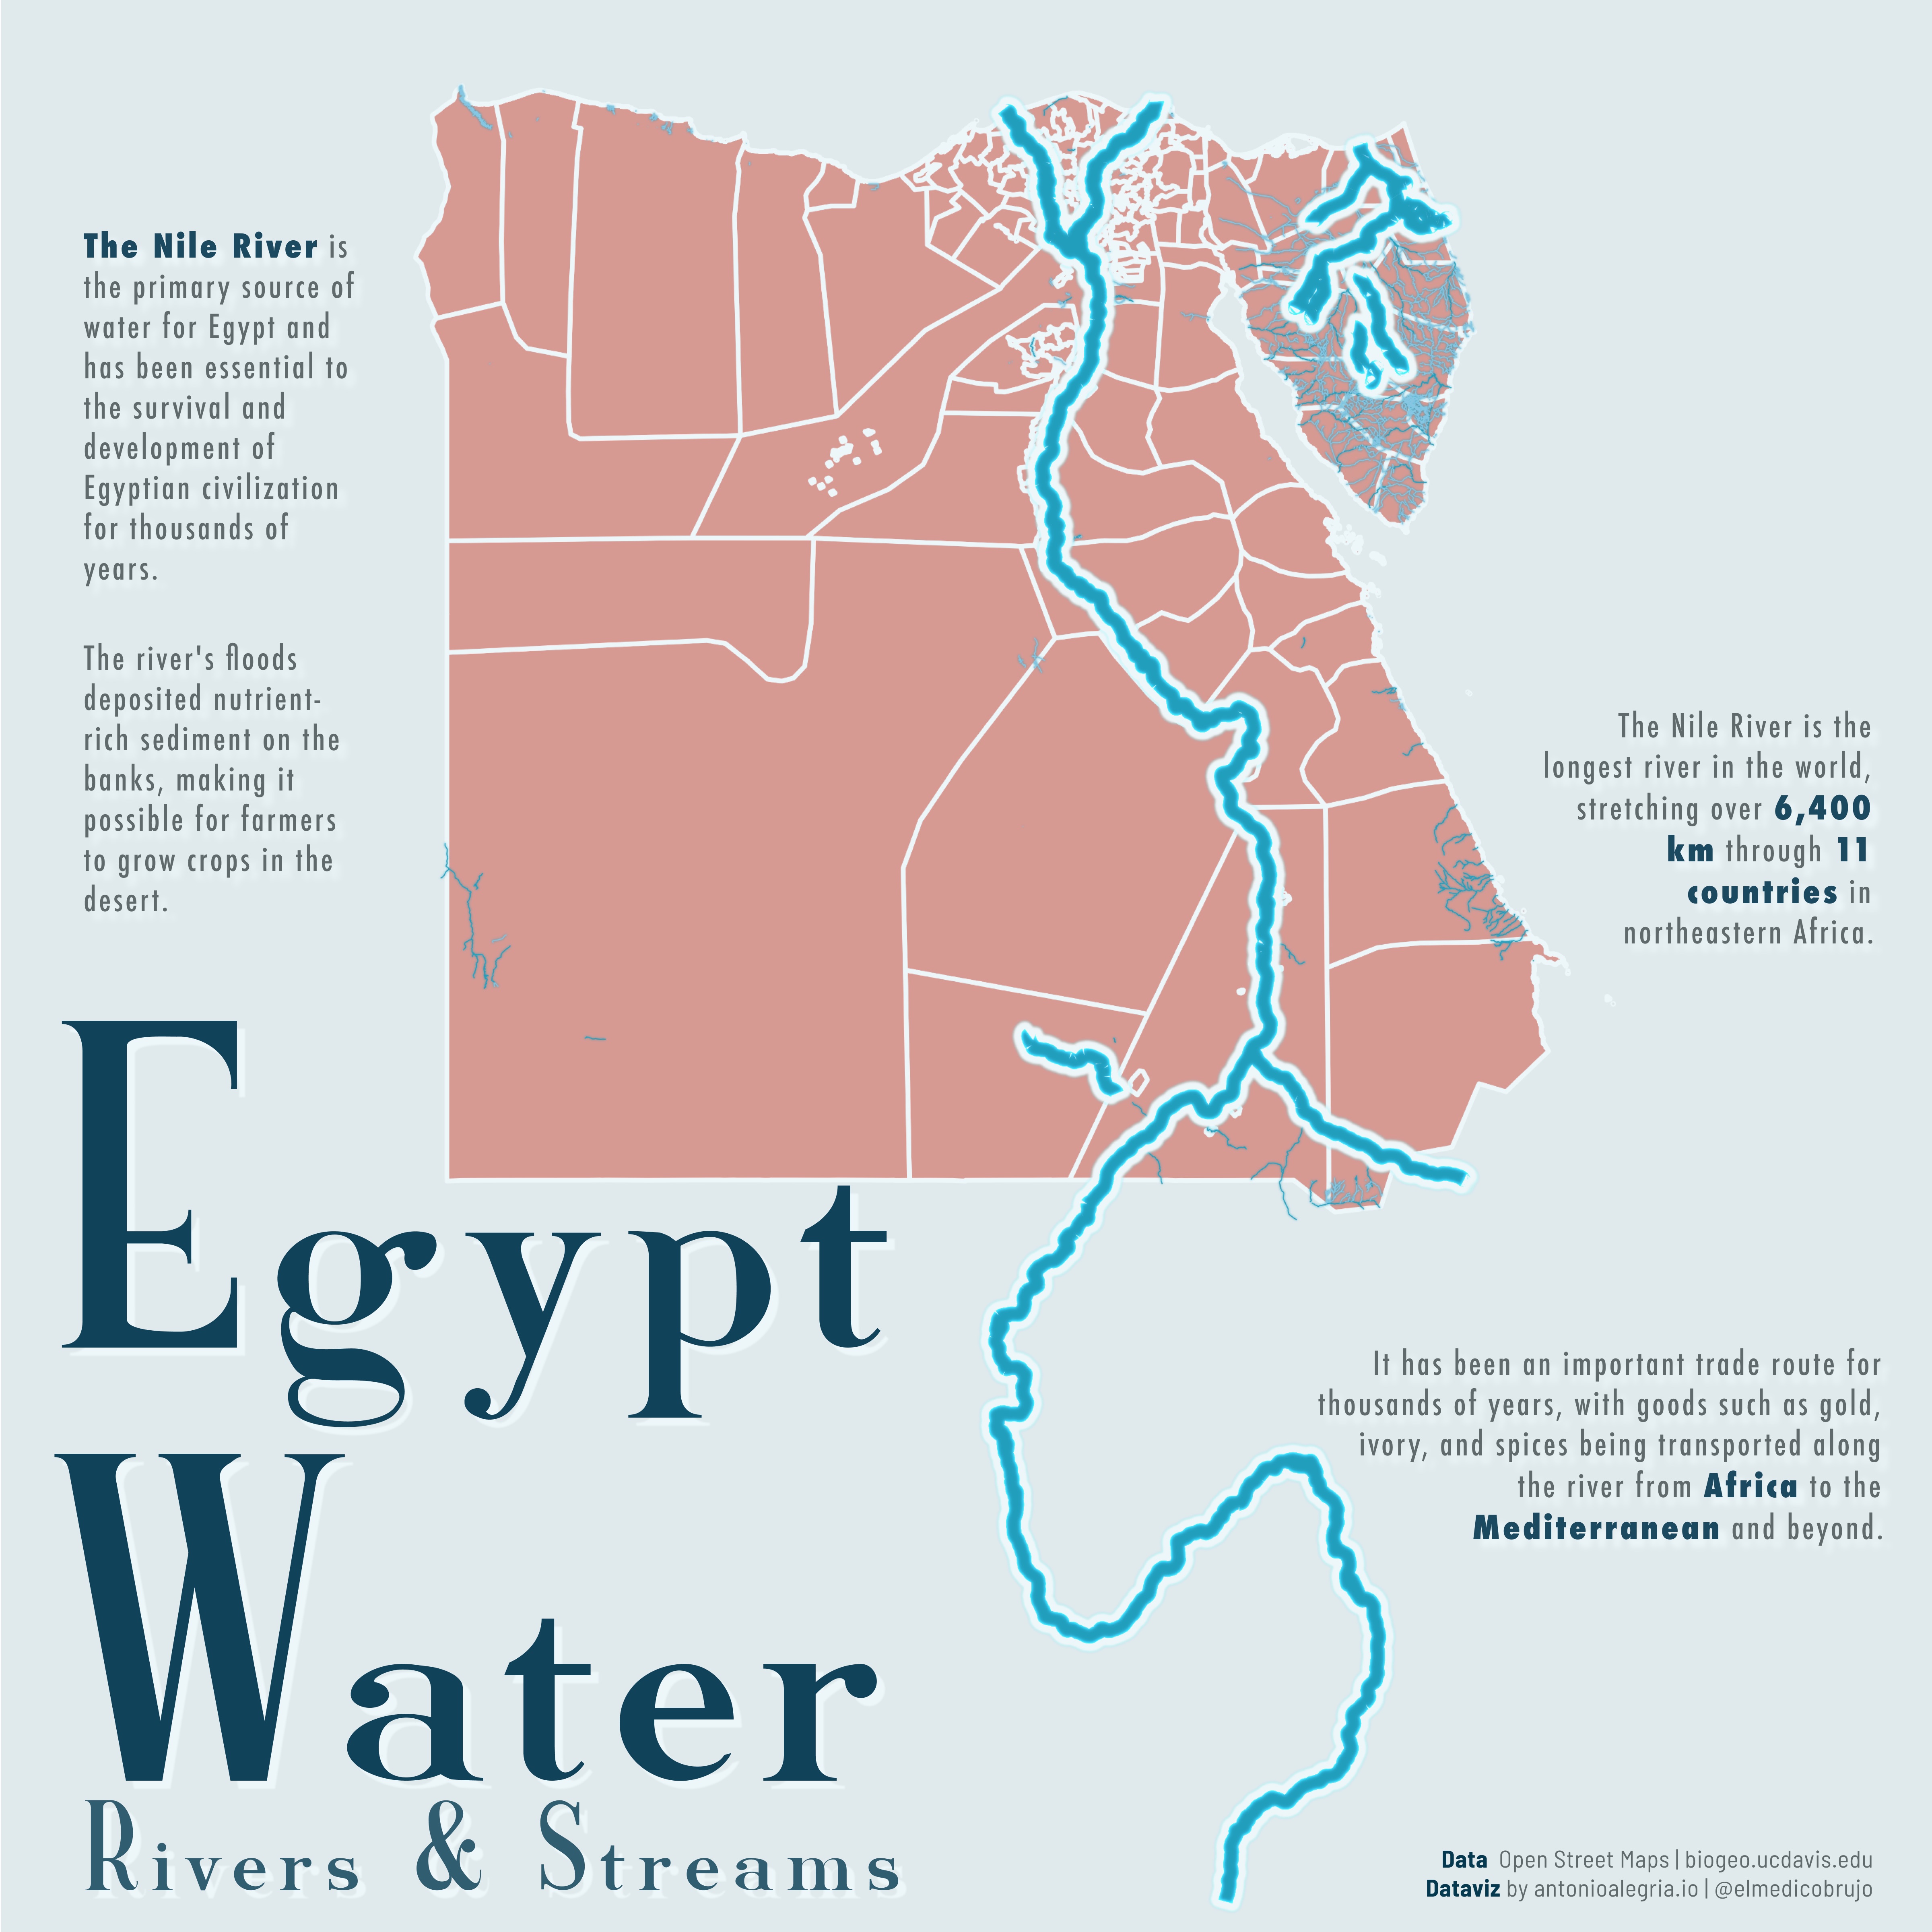 The Nile River is
the primary source of
water for Egypt and
has been essential to
the survival and
development of
Egyptian civilization
for thousands of
years.
The river's floods
deposited nutrient-
rich sediment on the
banks, making it
possible for farmers
to grow crops in the
desert.
The Nile River is the
longest river in the world,
stretching over 6,400
km through 11
countries in
northeastern Africa.
Egypt
Water
Rivers & Streams
It has been an important trade route for
thousands of years, with goods such as gold,
ivory, and spices being transported along
the river from Africa to the
Mediterranean and beyond.
Data Open Street Maps | biogeo.ucdavis.edu
Dataviz by antonioalegria.io | @elmedicobrujo